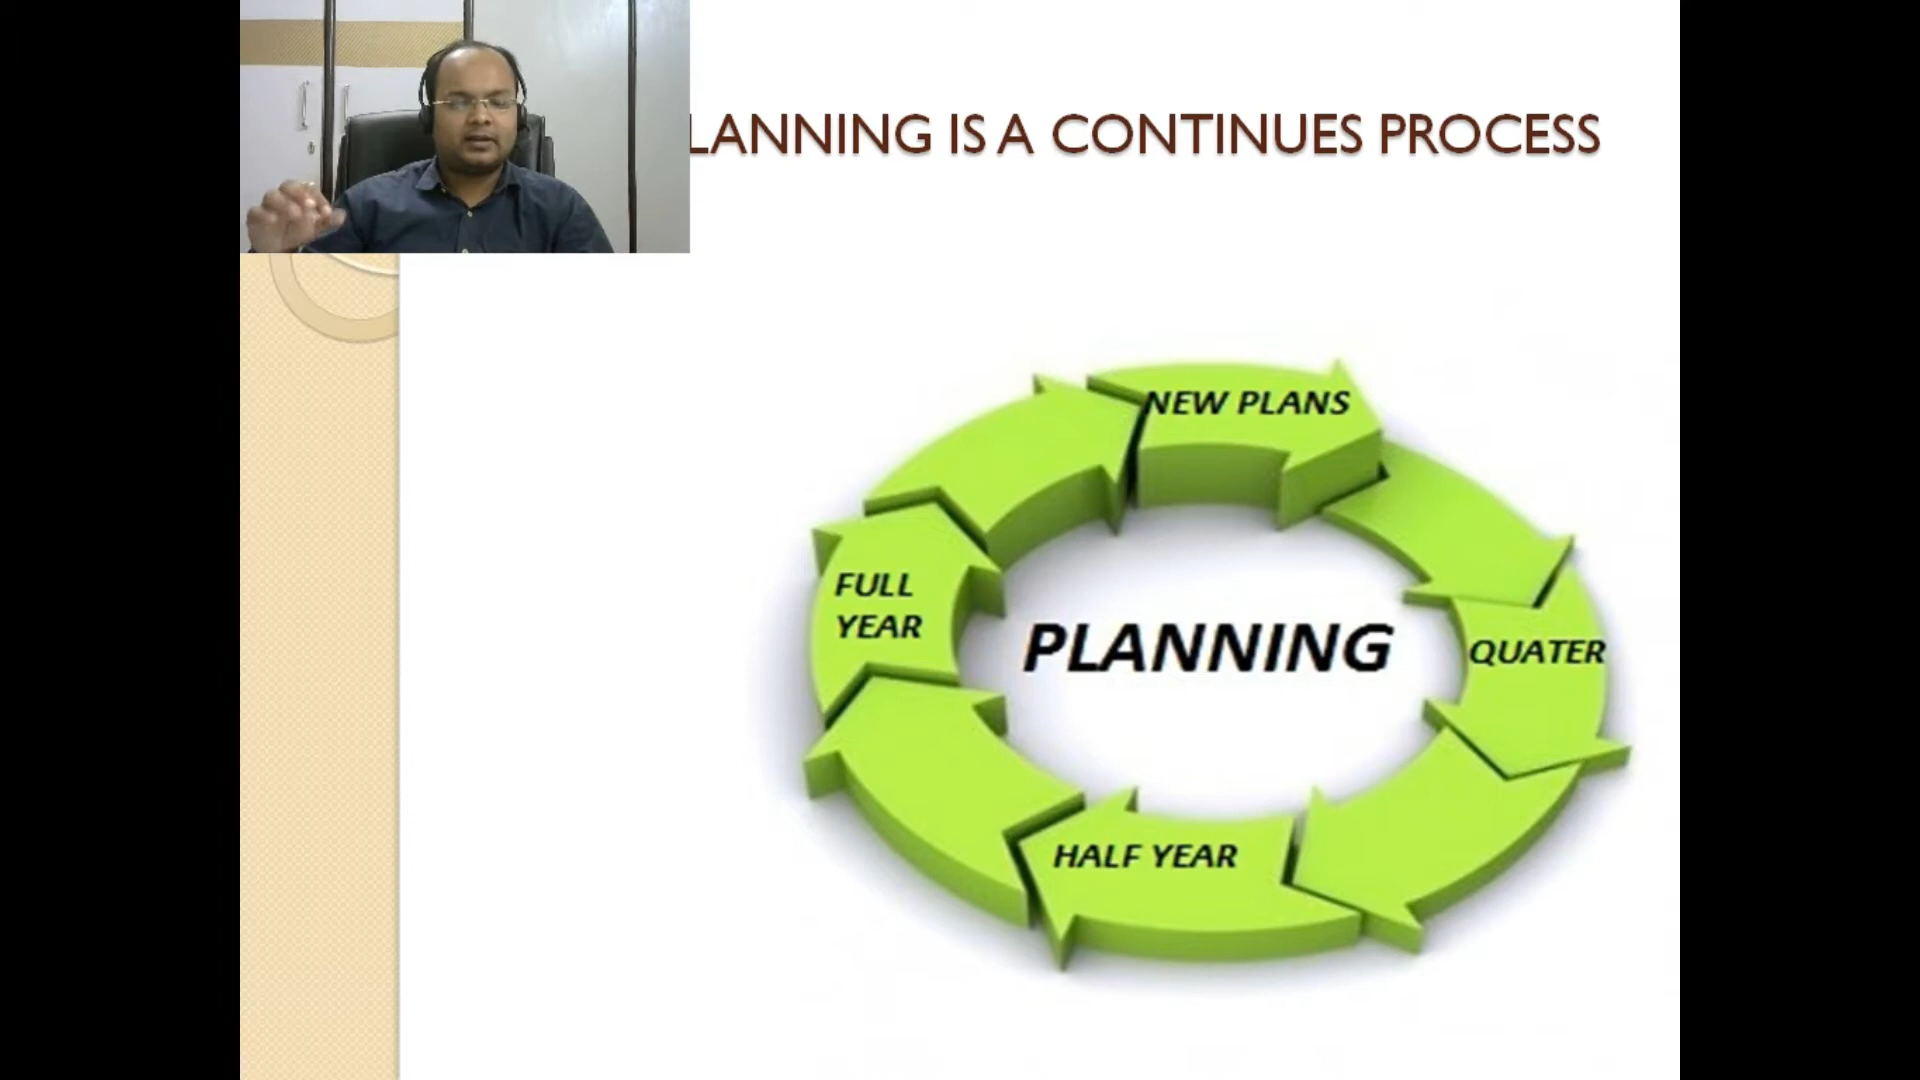 LANNING IS A CONTINUES PROCESS
NEW PLANS
FULL
YEAR
PLANNING
QUATER
HALF YEAR